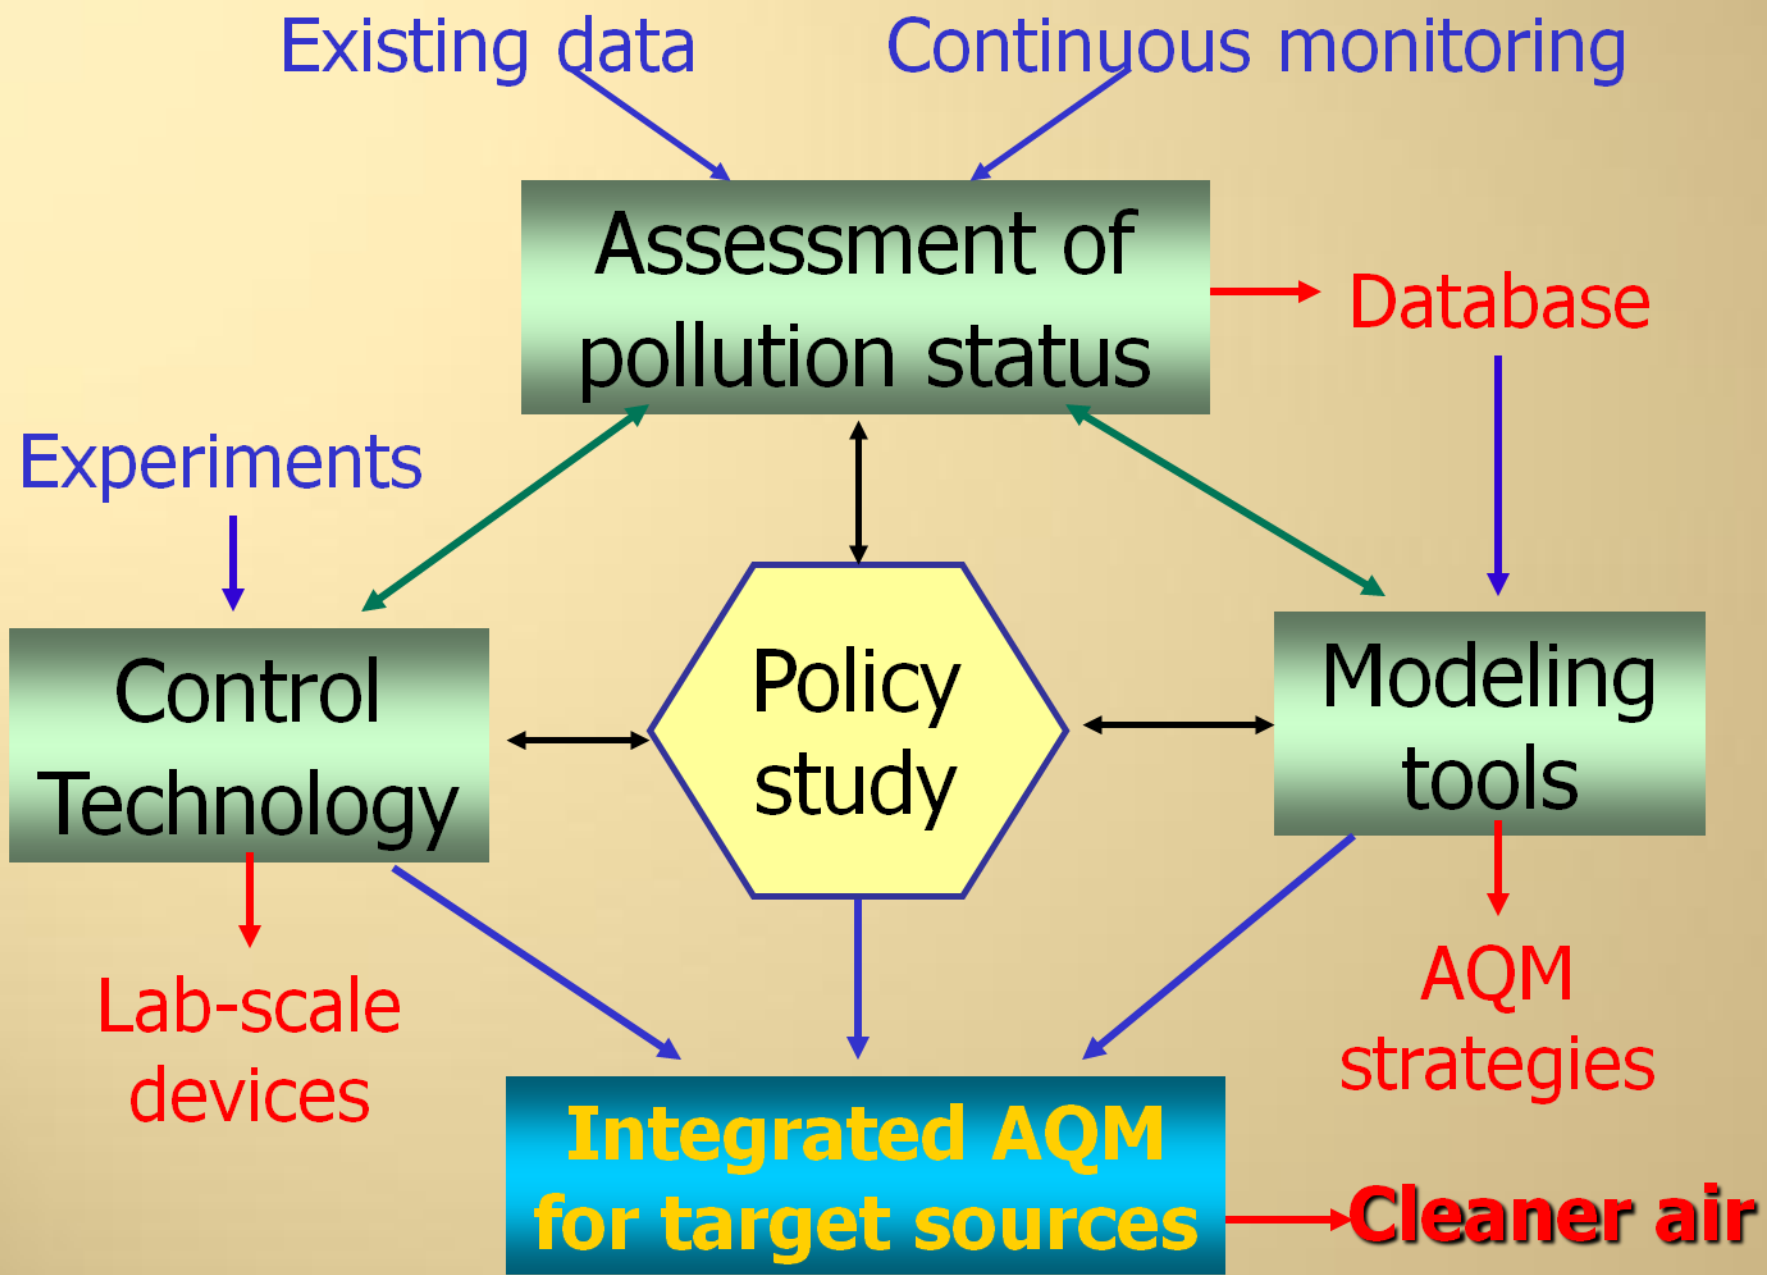 Existing data
Continuous monitoring
Assessment of
pollution status
Database
Experiments
Control
Technology
Policy
study
Modeling
tools
Lab-scale
devices
AQM
strategies
Integrated AQM
for target sources
Cleaner air